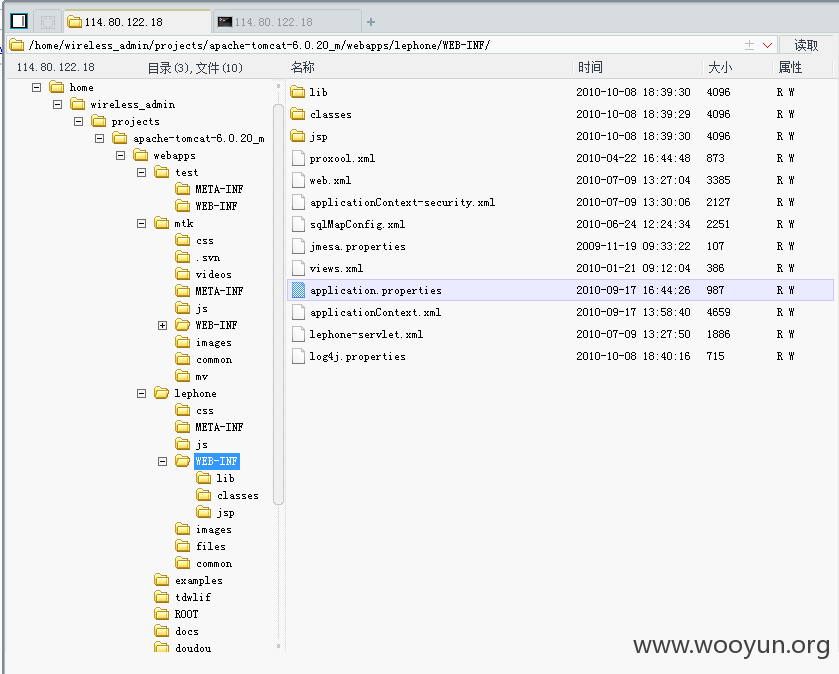 114.80.122.18 114.80.122.18 +
/home/wireless_admin/projects/apache-tomcat-6.0.20_m/webapps/lephone/WEB-INF/ 读取
114.80.122.18 目录(3),文件(10) 名称 时间 大小 属性
home
wireless_admin
projects
apache-tomcat-6.0.20_m
webapps
test
META-INF
WEB-INF
mtk
css
.svn
videos
META-INF
js
WEB-INF
images
common
mv
lephone
css
META-INF
js
WEB-INF
lib
classes
jsp
images
files
common
examples
tdwlif
ROOT
docs
doudou
lib 2010-10-08 18:39:30 4096 R W
classes 2010-10-08 18:39:29 4096 R W
jsp 2010-10-08 18:39:30 4096 R W
proxool.xml 2010-04-22 16:44:48 873 R W
web.xml 2010-07-09 13:27:04 3385 R W
applicationContext-security.xml 2010-07-09 13:30:06 2127 R W
sqlMapConfig.xml 2010-06-24 12:24:34 2251 R W
jmesa.properties 2009-11-19 09:33:22 107 R W
views.xml 2010-01-21 09:12:04 386 R W
application.properties 2010-09-17 16:44:26 987 R W
applicationContext.xml 2010-09-17 13:58:40 4659 R W
lephone-servlet.xml 2010-07-09 13:27:50 1886 R W
log4j.properties 2010-10-08 18:40:16 715 R W
www.wooyun.org